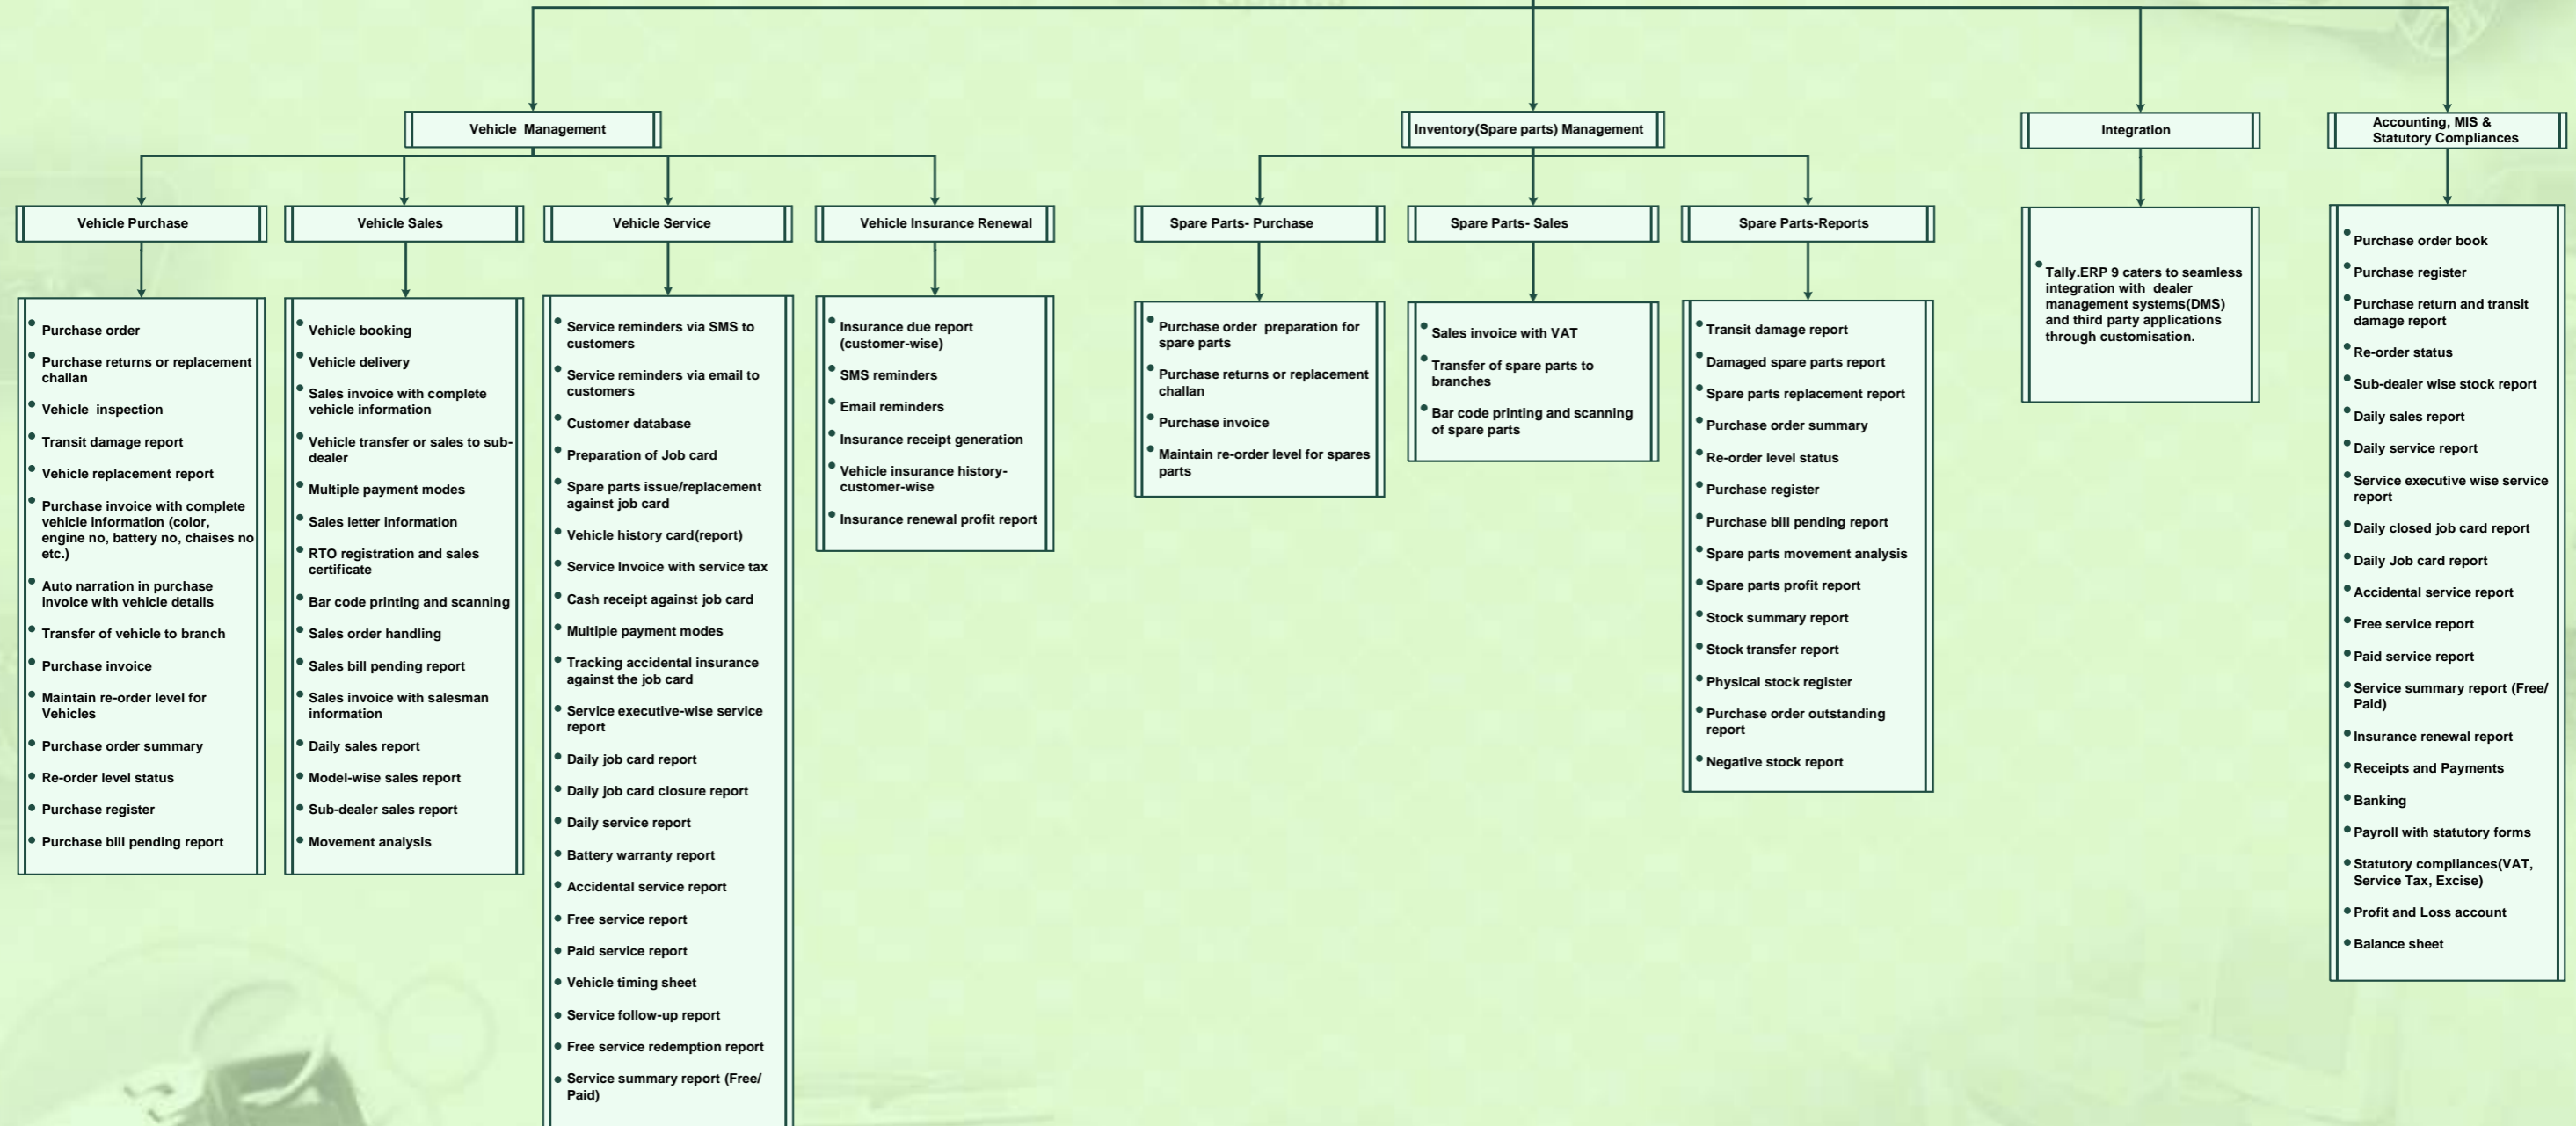 Vehicle Management
Inventory(Spare parts) Management
Integration
Accounting, MIS &
Statutory Compliances
Vehicle Purchase
Vehicle Sales
Vehicle Service
Vehicle Insurance Renewal
Spare Parts- Purchase
Spare Parts- Sales
Spare Parts-Reports
• Purchase order
• Purchase returns or replacement
challan
• Vehicle inspection
• Transit damage report
• Vehicle replacement report
• Purchase invoice with complete
vehicle information (color,
engine no, battery no, chaises no
etc.)
• Auto narration in purchase
invoice with vehicle details
• Transfer of vehicle to branch
• Purchase invoice
• Maintain re-order level for
Vehicles
• Purchase order summary
• Re-order level status
• Purchase register
• Purchase bill pending report
• Vehicle booking
• Vehicle delivery
• Sales invoice with complete
vehicle information
• Vehicle transfer or sales to sub-
dealer
• Multiple payment modes
• Sales letter information
• RTO registration and sales
certificate
• Bar code printing and scanning
• Sales order handling
• Sales bill pending report
• Sales invoice with salesman
information
• Daily sales report
• Model-wise sales report
• Sub-dealer sales report
• Movement analysis
• Service reminders via SMS to
customers
• Service reminders via email to
customers
• Customer database
• Preparation of Job card
• Spare parts issue/replacement
against job card
• Vehicle history card(report)
• Service Invoice with service tax
• Cash receipt against job card
• Multiple payment modes
• Tracking accidental insurance
against the job card
• Service executive-wise service
report
• Daily job card report
• Daily job card closure report
• Daily service report
• Battery warranty report
• Accidental service report
• Free service report
• Paid service report
• Vehicle timing sheet
• Service follow-up report
• Free service redemption report
• Service summary report (Free/
Paid)
• Insurance due report
(customer-wise)
• SMS reminders
• Email reminders
• Insurance receipt generation
• Vehicle insurance history-
customer-wise
• Insurance renewal profit report
• Purchase order preparation for
spare parts
• Purchase returns or replacement
challan
• Purchase invoice
• Maintain re-order level for spares
parts
• Sales invoice with VAT
• Transfer of spare parts to
branches
• Bar code printing and scanning
of spare parts
• Transit damage report
• Damaged spare parts report
• Spare parts replacement report
• Purchase order summary
• Re-order level status
• Purchase register
• Purchase bill pending report
• Spare parts movement analysis
• Spare parts profit report
• Stock summary report
• Stock transfer report
• Physical stock register
• Purchase order outstanding
report
• Negative stock report
• Tally.ERP 9 caters to seamless
integration with dealer
management systems(DMS)
and third party applications
through customisation.
• Purchase order book
• Purchase register
• Purchase return and transit
damage report
• Re-order status
• Sub-dealer wise stock report
• Daily sales report
• Daily service report
• Service executive wise service
report
• Daily closed job card report
• Daily Job card report
• Accidental service report
• Free service report
• Paid service report
• Service summary report (Free/
Paid)
• Insurance renewal report
• Receipts and Payments
• Banking
• Payroll with statutory forms
• Statutory compliances(VAT,
Service Tax, Excise)
• Profit and Loss account
• Balance sheet